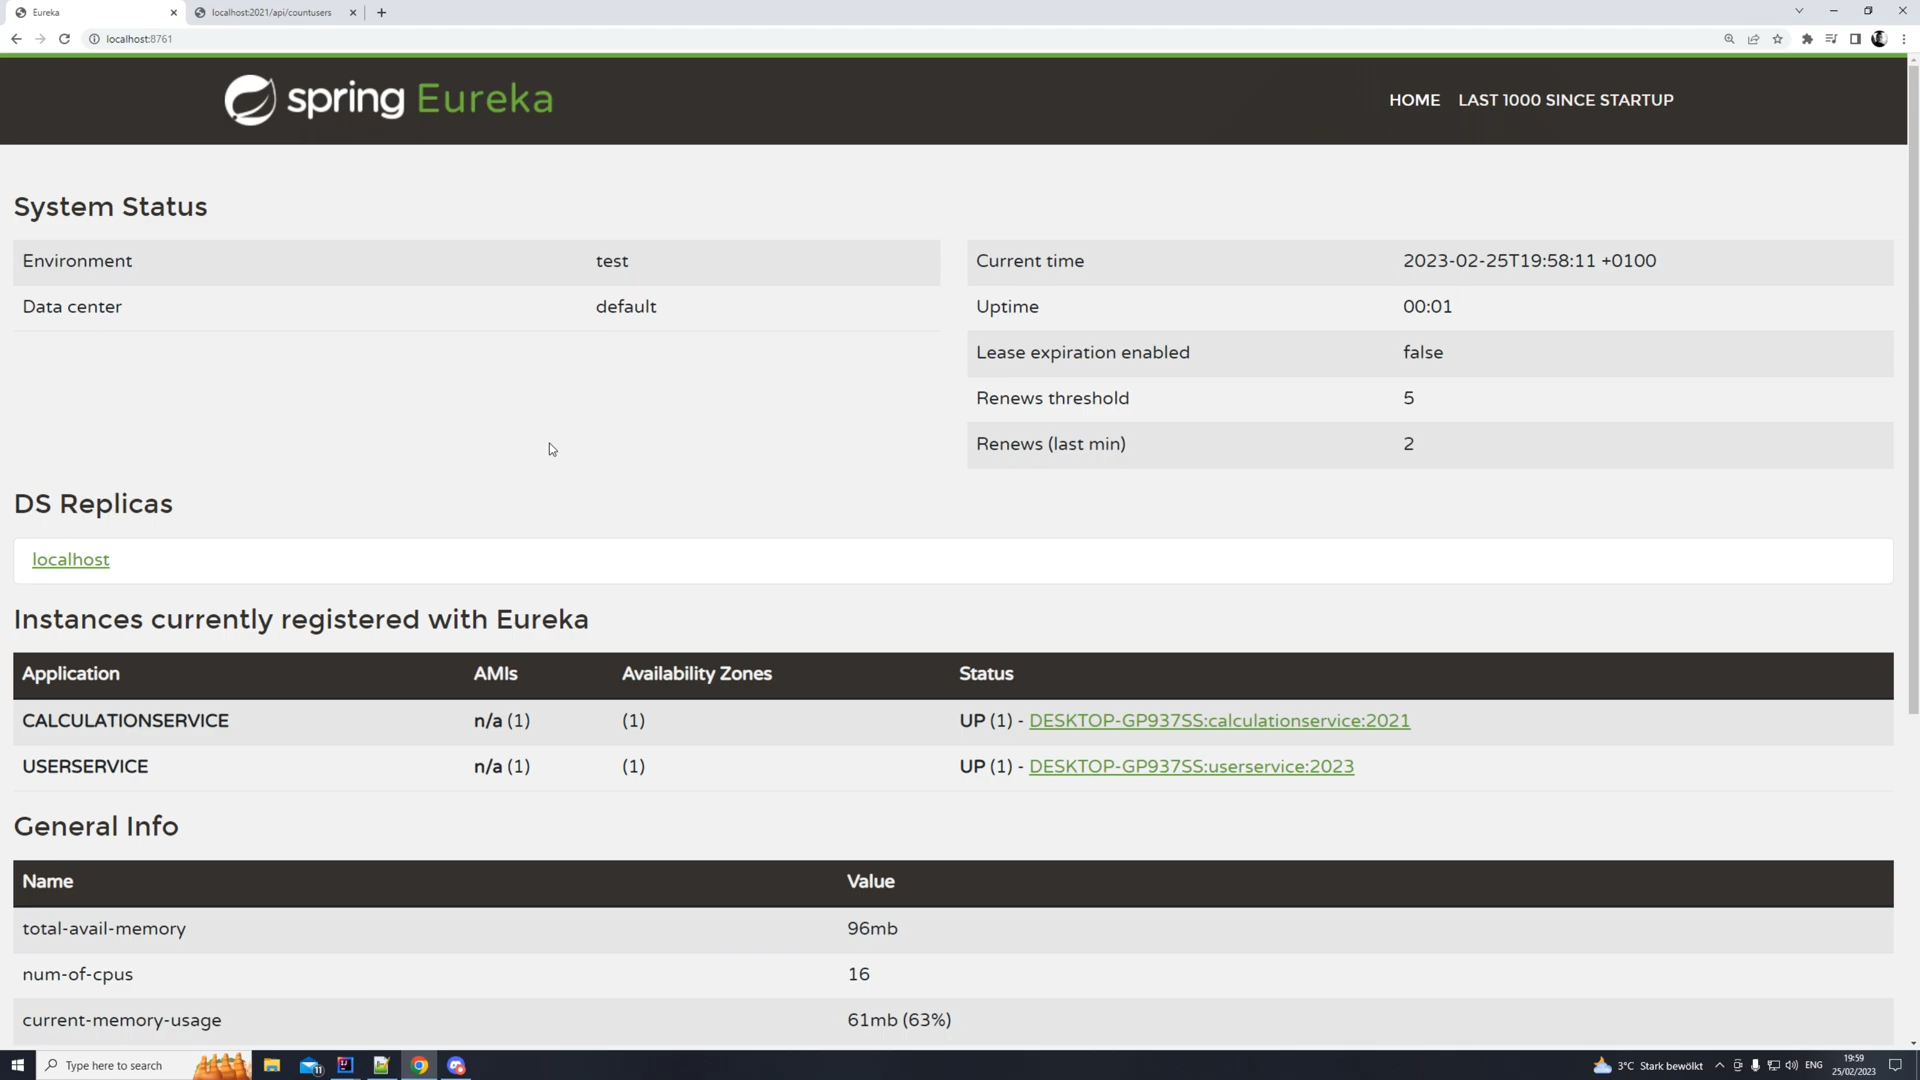 Eureka
localhost:2021/api/countusers
localhost:8761
spring Eureka
HOME LAST 1000 SINCE STARTUP
System Status
Environment test
Data center default
Current time 2023-02-25T19:58:11 +0100
Uptime 00:01
Lease expiration enabled false
Renews threshold 5
Renews (last min) 2
DS Replicas
localhost
Instances currently registered with Eureka
Application AMIs Availability Zones Status
CALCULATIONSERVICE n/a (1) (1) UP (1) - DESKTOP-GP937SS:calculationservice:2021
USERSERVICE n/a (1) (1) UP (1) - DESKTOP-GP937SS:userservice:2023
General Info
Name Value
total-avail-memory 96mb
num-of-cpus 16
current-memory-usage 61mb (63%)
Type here to search
11
3°C Stark bewölkt
ENG
19:59
25/02/2023